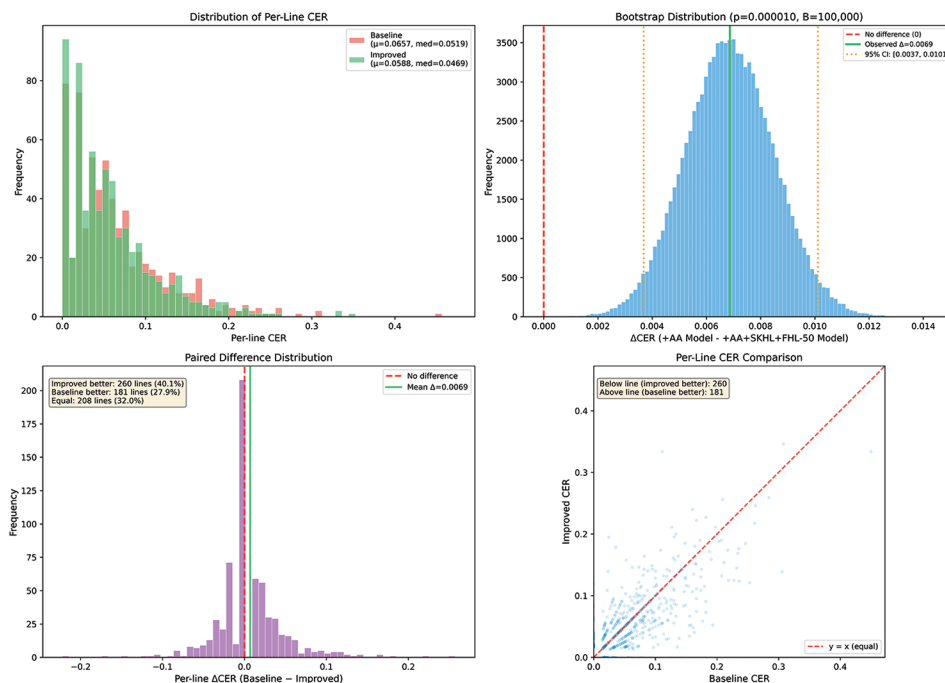 Distribution of Per-Line CER
Baseline
(μ=0.0657, med=0.0519)
Improved
(μ=0.0588, med=0.0469)
Frequency
80
60
40
20
0
0.0
0.1
0.2
0.3
0.4
Per-line CER
Bootstrap Distribution (p=0.000010, B=100,000)
No difference (0)
Observed Δ=0.0069
95% CI: [0.0037, 0.0101]
Frequency
3500
3000
2500
2000
1500
1000
500
0
0.000
0.002
0.004
0.006
0.008
0.010
0.012
0.014
ΔCER (+AA Model - +AA+SKHL+FHL-50 Model)
Paired Difference Distribution
Improved better: 260 lines (40.1%)
Baseline better: 181 lines (27.9%)
Equal: 208 lines (32.0%)
No difference
Mean Δ=0.0069
Frequency
200
175
150
125
100
75
50
25
0
−0.2
−0.1
0.0
0.1
0.2
Per-line ΔCER (Baseline − Improved)
Per-Line CER Comparison
Below line (improved better): 260
Above line (baseline better): 181
Improved CER
0.4
0.3
0.2
0.1
0.0
0.0
0.1
0.2
0.3
0.4
Baseline CER
y = x (equal)